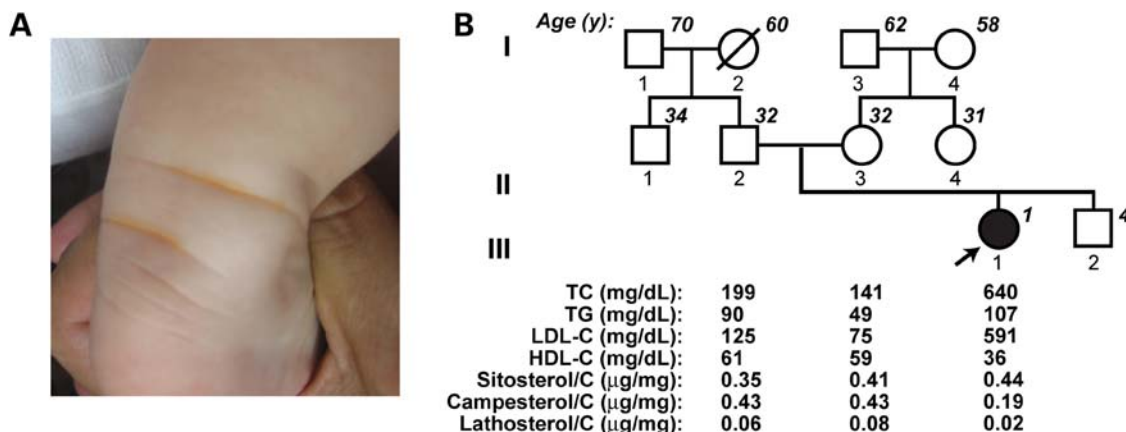 A
B
Age (y):
I
70
60
62
58
1
2
3
4
34
32
32
31
1
2
3
4
II
1
4
III
1
2
TC (mg/dL): 199 141 640
TG (mg/dL): 90 49 107
LDL-C (mg/dL): 125 75 591
HDL-C (mg/dL): 61 59 36
Sitosterol/C (μg/mg): 0.35 0.41 0.44
Campesterol/C (μg/mg): 0.43 0.43 0.19
Lathosterol/C (μg/mg): 0.06 0.08 0.02